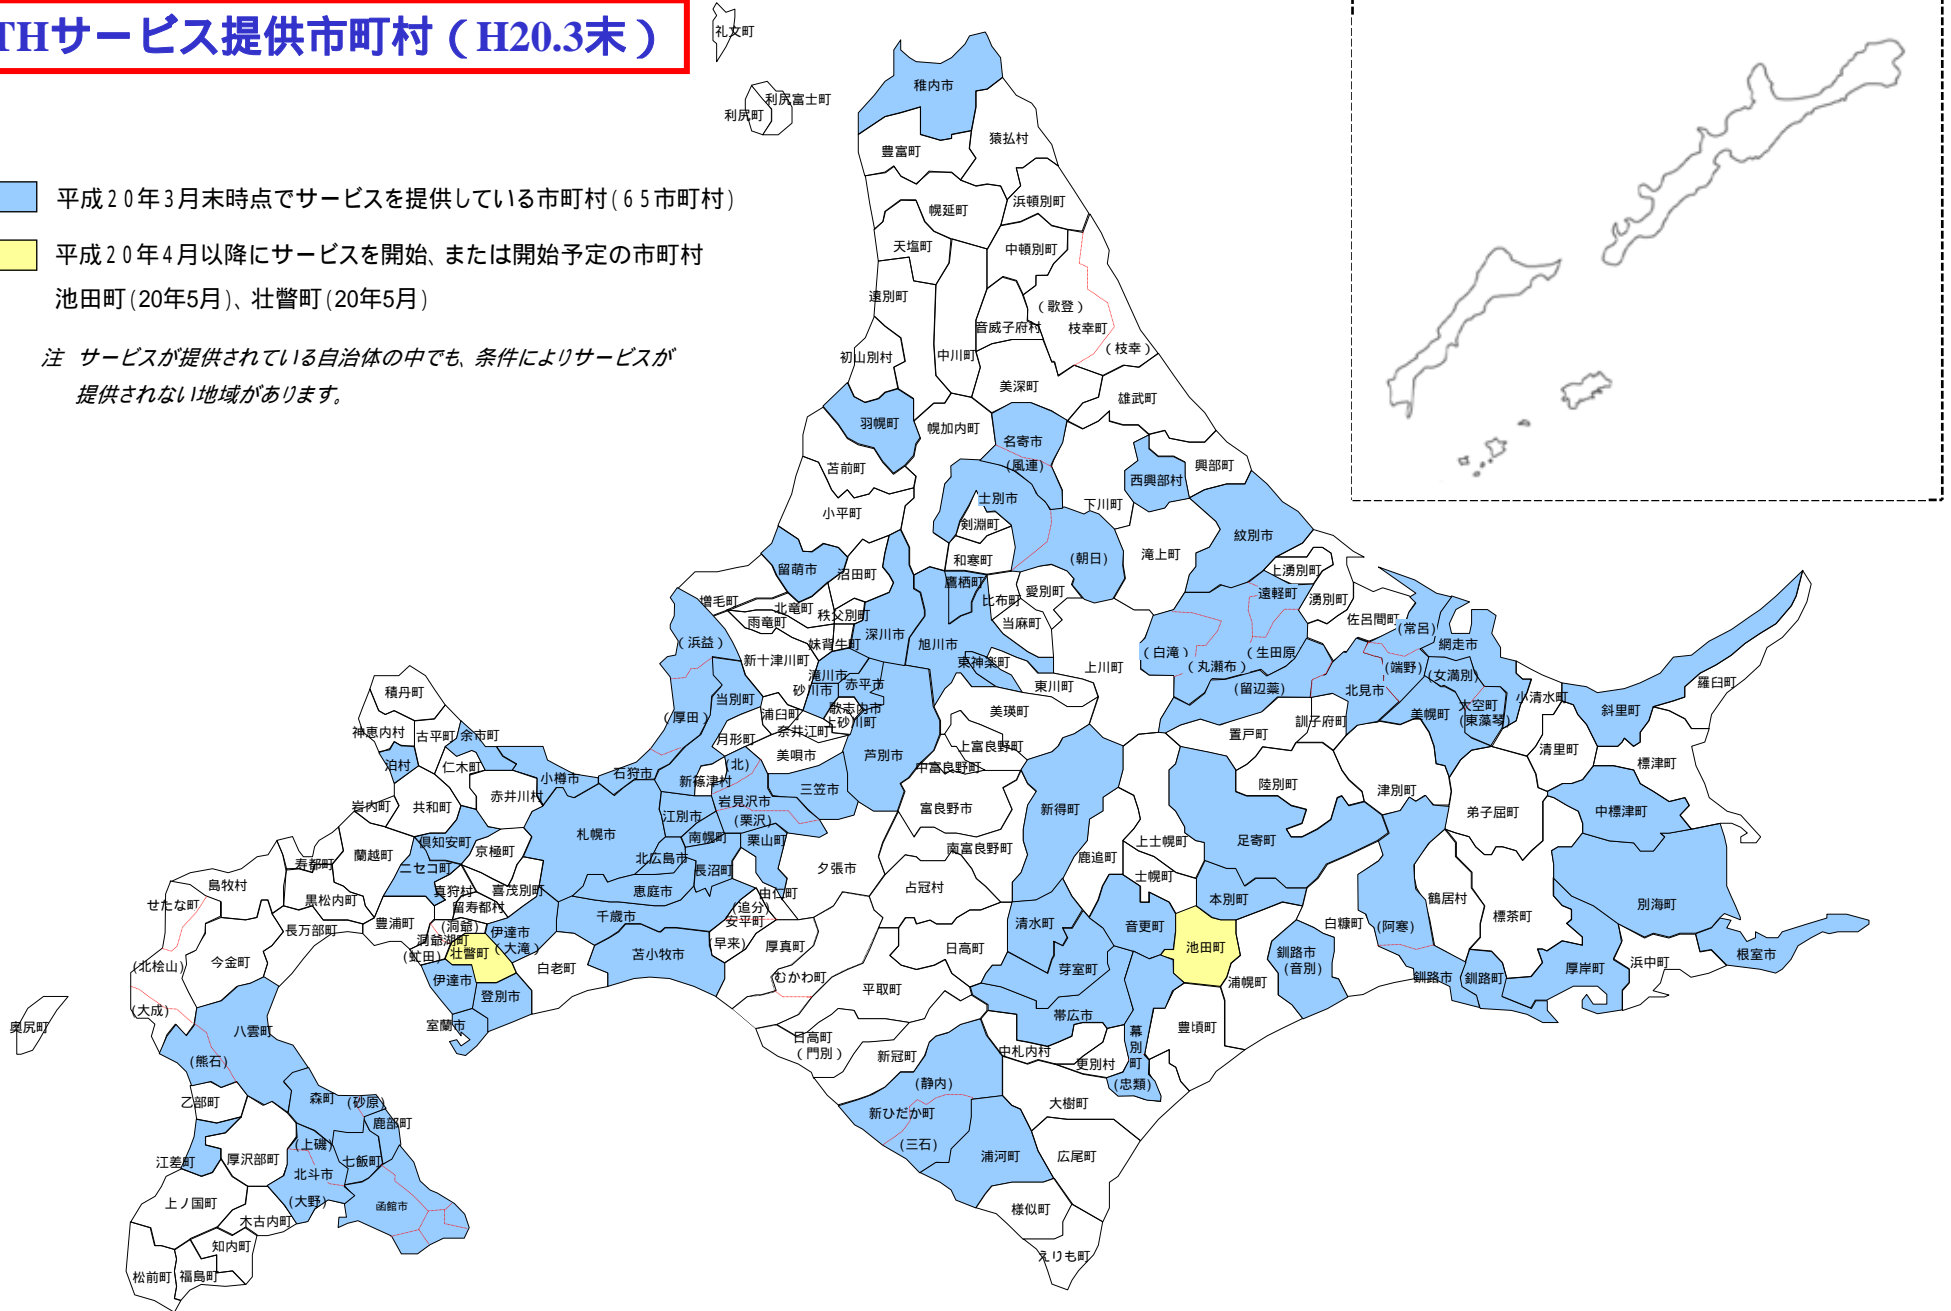 THサービス提供市町村（H20.3末）
平成20年3月末時点でサービスを提供している市町村(65市町村)
平成20年4月以降にサービスを開始、または開始予定の市町村
池田町(20年5月)、壮瞥町(20年5月)
注 サービスが提供されている自治体の中でも、条件によりサービスが
提供されない地域があります。
礼文町
利尻富士町
利尻町
稚内市
猿払村
豊富町
浜頓別町
幌延町
天塩町
中頓別町
遠別町
(歌登)
音威子府村
枝幸町
(枝幸)
初山別村
中川町
美深町
雄武町
羽幌町
幌加内町
名寄市
(風連)
苫前町
興部町
西興部村
士別市
下川町
小平町
剣淵町
紋別市
(朝日)
滝上町
和寒町
留萌市
沼田町
鷹栖町
上湧別町
愛別町
遠軽町
湧別町
増毛町
北竜町
比布町
秩父別町
雨竜町
当麻町
佐呂間町
(常呂)
深川市
旭川市
妹背牛町
(浜益)
網走市
(白滝)
(生田原
東神楽町
新十津川町
(丸瀬布)
上川町
(端野)
(女満別)
滝川市
赤平市
東川町
(留辺蘂)
北見市
砂川市
積丹町
当別町
小清水町
羅臼町
大空町
歌志内市
浦臼町
美瑛町
美幌町
斜里町
(厚田)
(東藻琴)
上砂川町
訓子府町
奈井江町
神恵内村
古平町
余市町
置戸町
月形町
上富良野町
清里町
美唄市
芦別市
泊村
仁木町
(北)
中富良野町
標津町
小樽市
石狩市
新篠津村
陸別町
三笠市
津別町
赤井川村
岩見沢市
岩内町
共和町
富良野市
新得町
弟子屈町
中標津町
江別市
(栗沢)
札幌市
南幌町
栗山町
倶知安町
上士幌町
足寄町
京極町
南富良野町
蘭越町
北広島市
鹿追町
寿都町
ニセコ町
長沼町
夕張市
島牧村
士幌町
真狩村
喜茂別町
恵庭市
占冠村
由仁町
本別町
黒松内町
鶴居村
せたな町
留寿都村
(追分)
別海町
千歳市
安平町
標茶町
豊浦町
(洞爺)
清水町
音更町
白糠町
(阿寒)
長万部町
伊達市
洞爺湖町
(早来)
厚真町
日高町
池田町
(大滝)
壮瞥町
苫小牧市
釧路市
(音別)
根室市
(虻田)
今金町
白老町
芽室町
浜中町
(北桧山)
厚岸町
伊達市
むかわ町
釧路市
釧路町
浦幌町
登別市
平取町
(大成)
帯広市
室蘭市
奥尻町
八雲町
豊頃町
日高町
(門別)
幕別町
中札内村
新冠町
(熊石)
更別村
(静内)
(忠類)
乙部町
森町
(砂原)
大樹町
新ひだか町
鹿部町
(上磯)
(三石)
江差町
厚沢部町
七飯町
浦河町
広尾町
北斗市
上ノ国町
(大野)
函館市
様似町
木古内町
知内町
えりも町
松前町
福島町